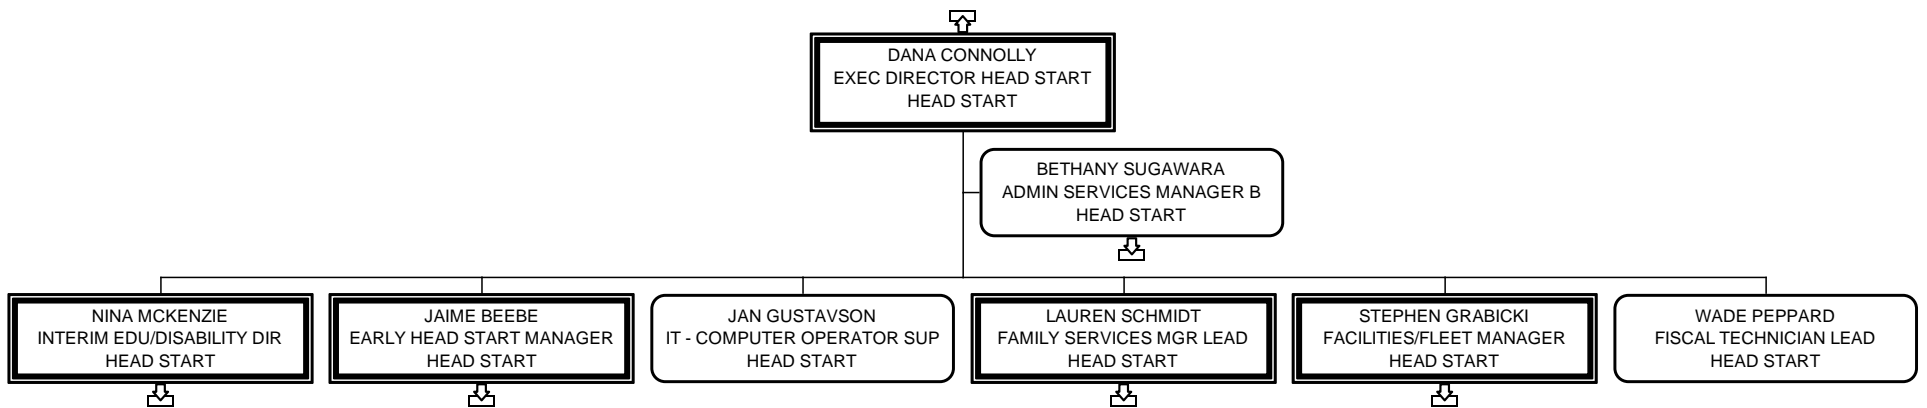 DANA CONNOLLY
EXEC DIRECTOR HEAD START
HEAD START
BETHANY SUGAWARA
ADMIN SERVICES MANAGER B
HEAD START
NINA MCKENZIE
INTERIM EDU/DISABILITY DIR
HEAD START
JAIME BEEBE
EARLY HEAD START MANAGER
HEAD START
JAN GUSTAVSON
IT - COMPUTER OPERATOR SUP
HEAD START
LAUREN SCHMIDT
FAMILY SERVICES MGR LEAD
HEAD START
STEPHEN GRABICKI
FACILITIES/FLEET MANAGER
HEAD START
WADE PEPPARD
FISCAL TECHNICIAN LEAD
HEAD START